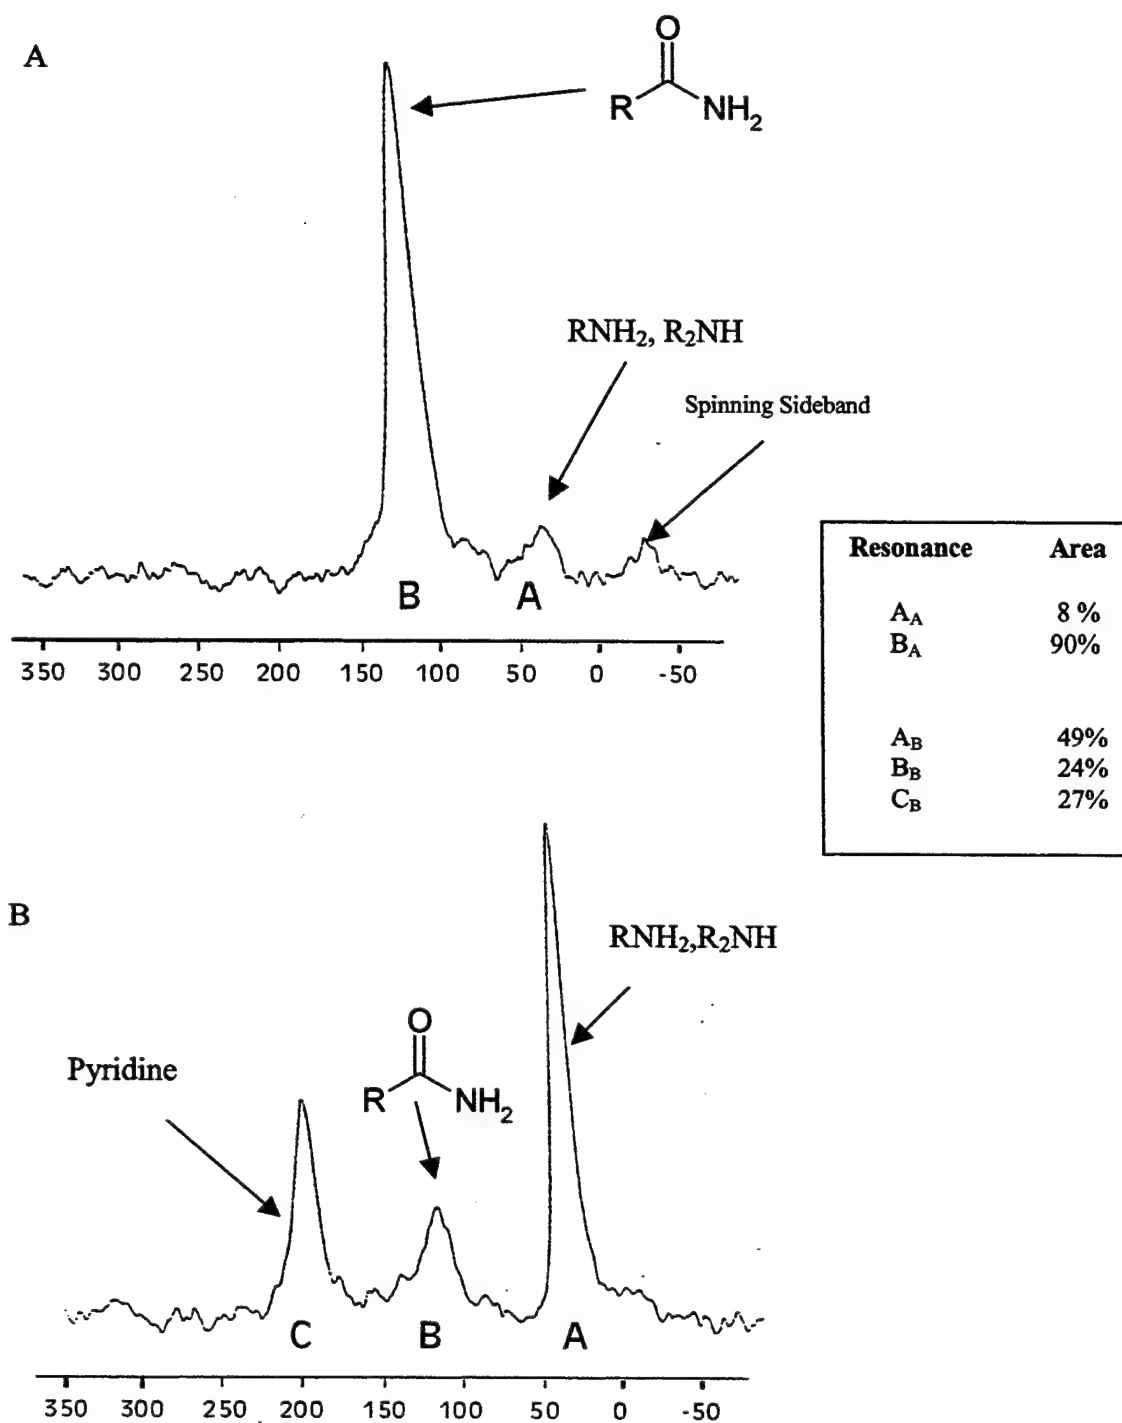 A
O
R
NH2
RNH2, R2NH
Spinning Sideband
B A
350 300 250 200 150 100 50 0 -50
Resonance Area
AA 8 %
BA 90%
AB 49%
BB 24%
CB 27%
B
RNH2,R2NH
O
Pyridine
R
NH2
C B A
350 300 250 200 150 100 50 0 -50